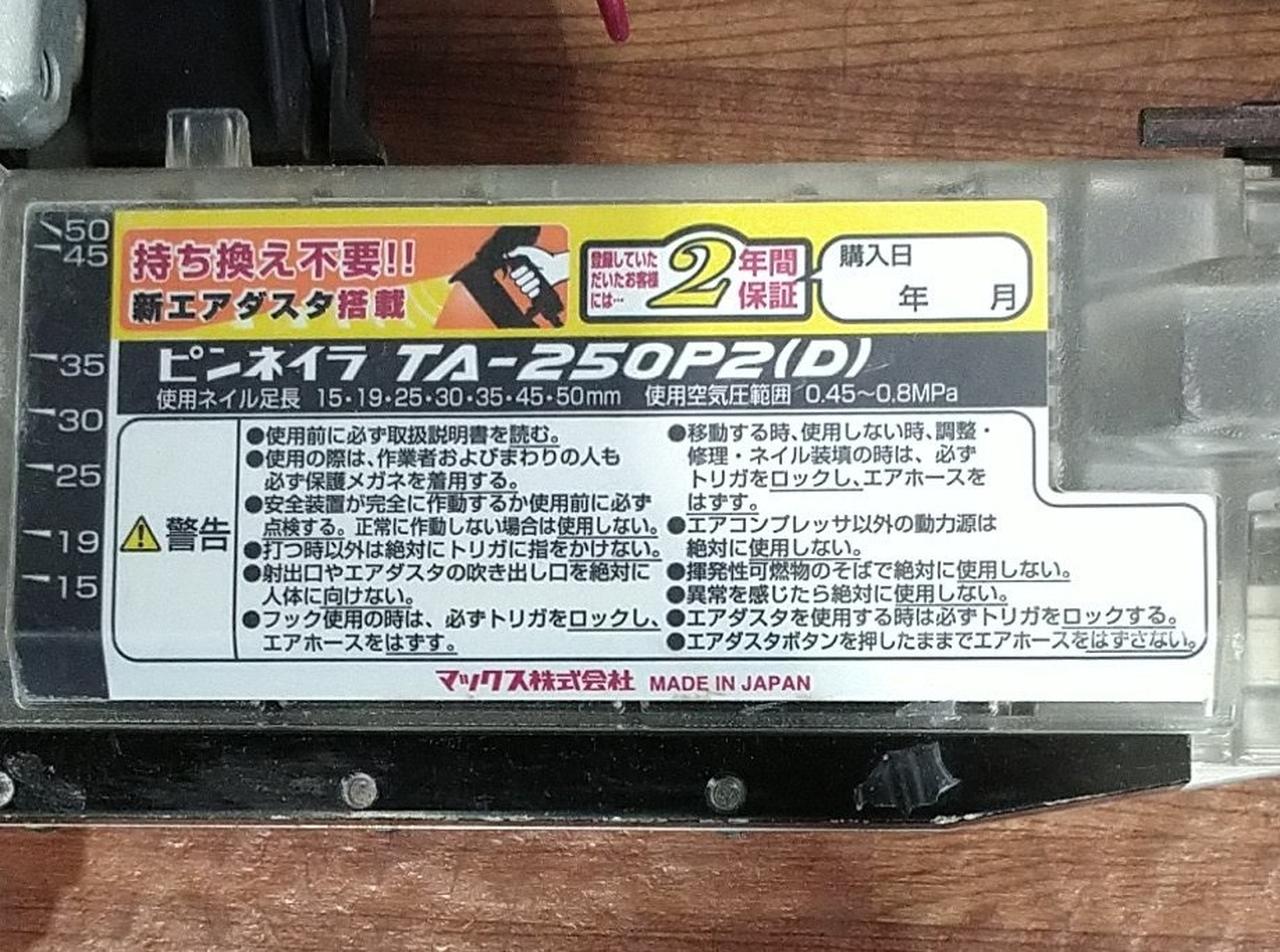 50
45
35
30
25
19
15
持ち換え不要!!
新エアダスタ搭載
登録していた
だいたお客様
には…
2年間
保証
購入日
年 月
ピンネイラ TA-250P2(D)
使用ネイル足長 15・19・25・30・35・45・50mm 使用空気圧範囲 0.45〜0.8MPa
警告
●使用前に必ず取扱説明書を読む。
●使用の際は、作業者およびまわりの人も
必ず保護メガネを着用する。
●安全装置が完全に作動するか使用前に必ず
点検する。正常に作動しない場合は使用しない。
●打つ時以外は絶対にトリガに指をかけない。
●射出口やエアダスタの吹き出し口を絶対に
人体に向けない。
●フック使用の時は、必ずトリガをロックし、
エアホースをはずす。
●移動する時、使用しない時、調整・
修理・ネイル装填の時は、必ず
トリガをロックし、エアホースを
はずす。
●エアコンプレッサ以外の動力源は
絶対に使用しない。
●揮発性可燃物のそばで絶対に使用しない。
●異常を感じたら絶対に使用しない。
●エアダスタを使用する時は必ずトリガをロックする。
●エアダスタボタンを押したままでエアホースをはずさない。
マックス株式会社 MADE IN JAPAN